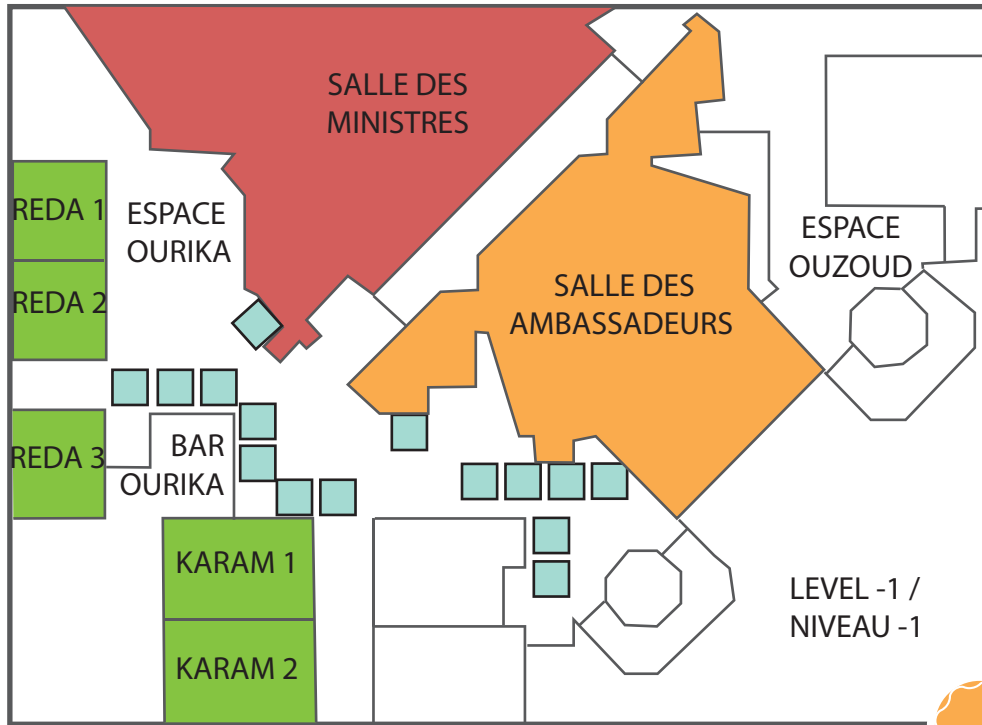 SALLE DES
MINISTRES
REDA 1
ESPACE
OURIKA
ESPACE
OUZOUD
REDA 2
SALLE DES
AMBASSADEURS
REDA 3
BAR
OURIKA
KARAM 1
KARAM 2
LEVEL -1 /
NIVEAU -1